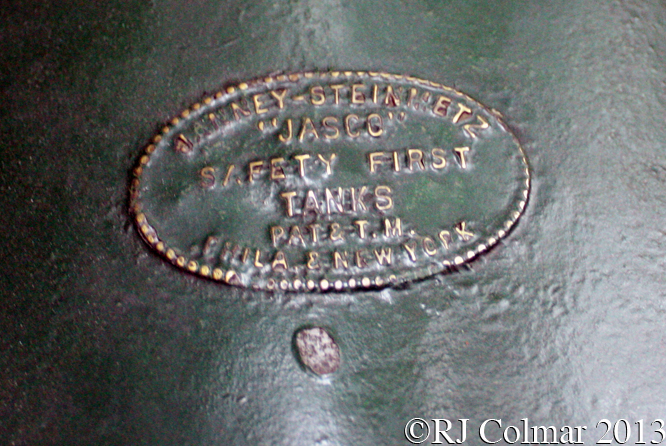 JANNEY-STEINMETZ
"JASCO"
SAFETY FIRST
TANKS
PAT & T.M.
PHILA. & NEW YORK
©RJ Colmar 2013